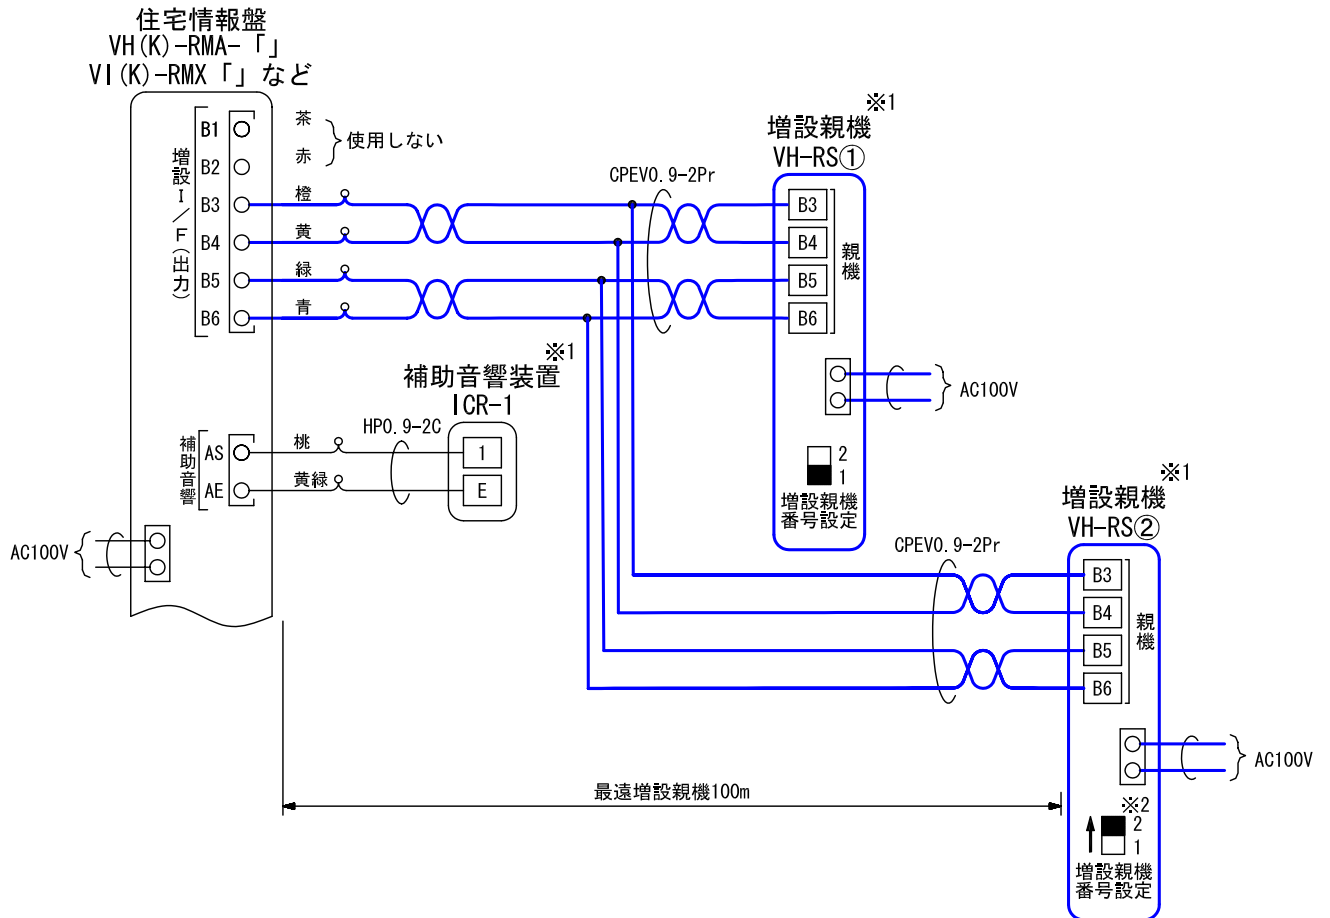 住宅情報盤
VH(K)-RMA-「」
VI(K)-RMX「」など
増設I/F(出力)
B1
茶
B2
赤
使用しない
B3
橙
B4
黄
B5
緑
B6
青
CPEV0.9-2Pr
※1
増設親機
VH-RS①
B3
B4
B5
B6
親機
AC100V
2
1
増設親機
番号設定
※1
補助音響装置
ICR-1
HP0.9-2C
補助音響
AS
桃
1
AE
黄緑
E
AC100V
※1
増設親機
VH-RS②
CPEV0.9-2Pr
B3
B4
B5
B6
親機
AC100V
最遠増設親機100m
※2
2
1
増設親機
番号設定